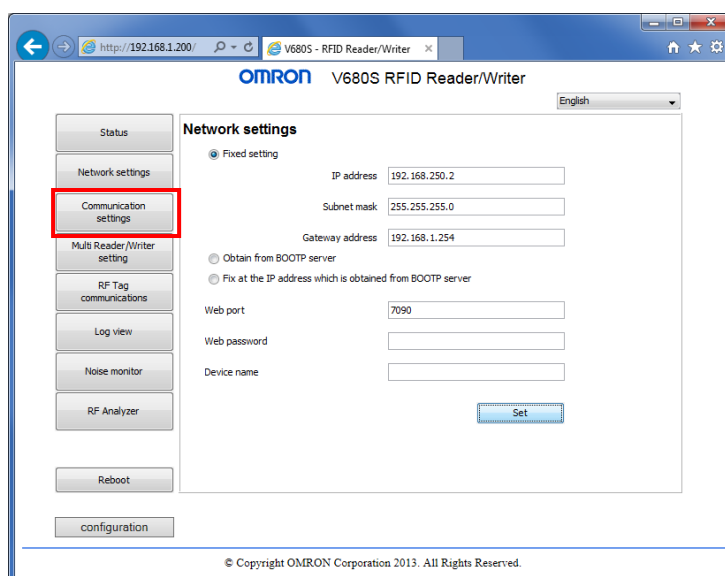 http://192.168.1.200/
V680S - RFID Reader/Writer
OMRON V680S RFID Reader/Writer
English
Status
Network settings
Communication
settings
Multi Reader/Writer
setting
RF Tag
communications
Log view
Noise monitor
RF Analyzer
Reboot
configuration
Network settings
Fixed setting
IP address 192.168.250.2
Subnet mask 255.255.255.0
Gateway address 192.168.1.254
Obtain from BOOTP server
Fix at the IP address which is obtained from BOOTP server
Web port 7090
Web password
Device name
Set
© Copyright OMRON Corporation 2013. All Rights Reserved.